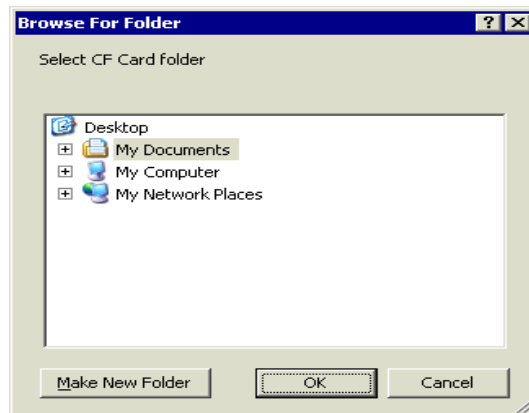 Browse For Folder
Select CF Card folder
Desktop
My Documents
My Computer
My Network Places
Make New Folder OK Cancel